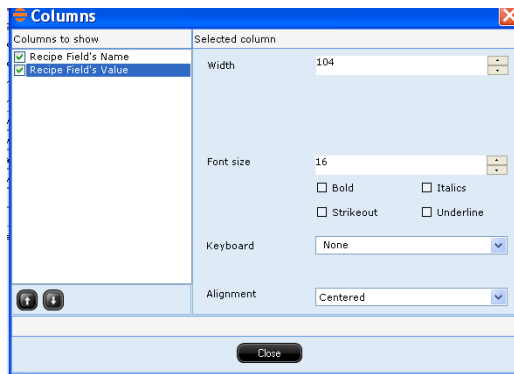 Columns
Columns to show
Selected column
Recipe Field's Name
Recipe Field's Value
Width
104
Font size
16
Bold
Italics
Strikeout
Underline
Keyboard
None
Alignment
Centered
Close